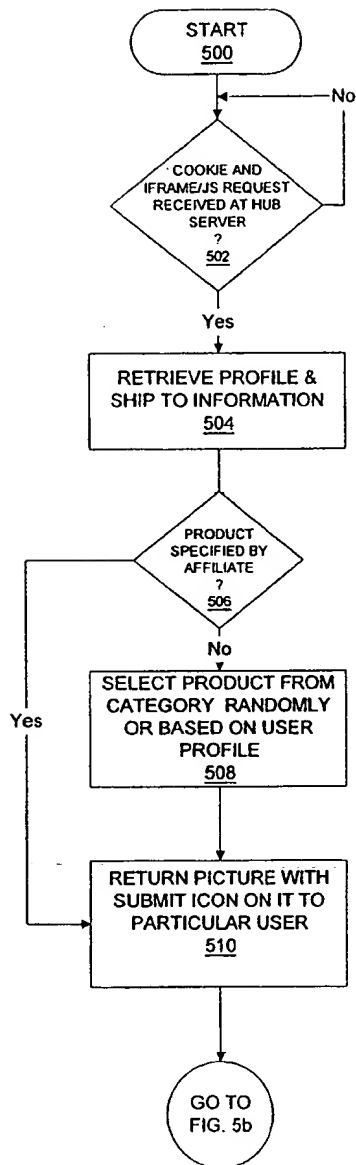 START
500
No
COOKIE AND
IFRAME/JS REQUEST
RECEIVED AT HUB
SERVER
?
502
Yes
RETRIEVE PROFILE &
SHIP TO INFORMATION
504
PRODUCT
SPECIFIED BY
AFFILIATE
?
506
No
Yes
SELECT PRODUCT FROM
CATEGORY RANDOMLY
OR BASED ON USER
PROFILE
508
RETURN PICTURE WITH
SUBMIT ICON ON IT TO
PARTICULAR USER
510
GO TO
FIG. 5b